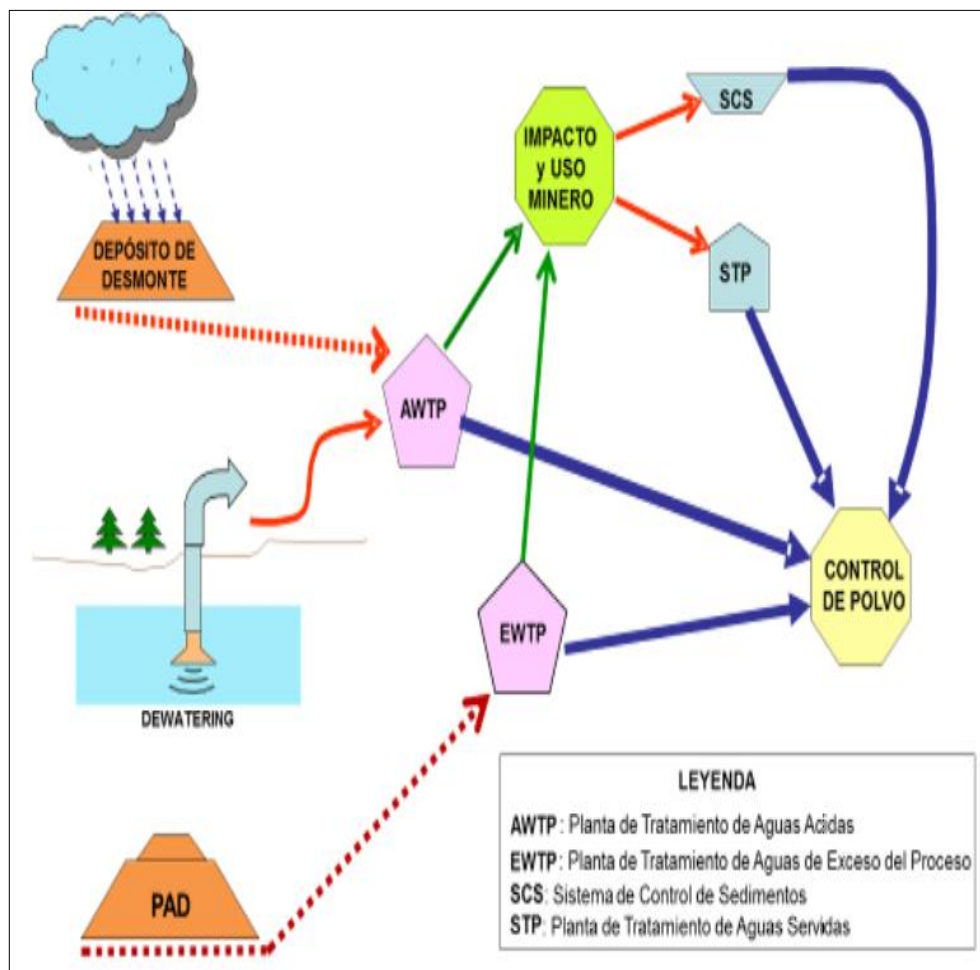 IMPACTO
y USO
MINERO
SCS
DEPÓSITO DE
DESMONTE
STP
AWTP
CONTROL
DE POLVO
EWTP
DEWATERING
PAD
LEYENDA
AWTP: Planta de Tratamiento de Aguas Acidas
EWTP: Planta de Tratamiento de Aguas de Exceso del Proceso
SCS: Sistema de Control de Sedimentos
STP: Planta de Tratamiento de Aguas Servidas